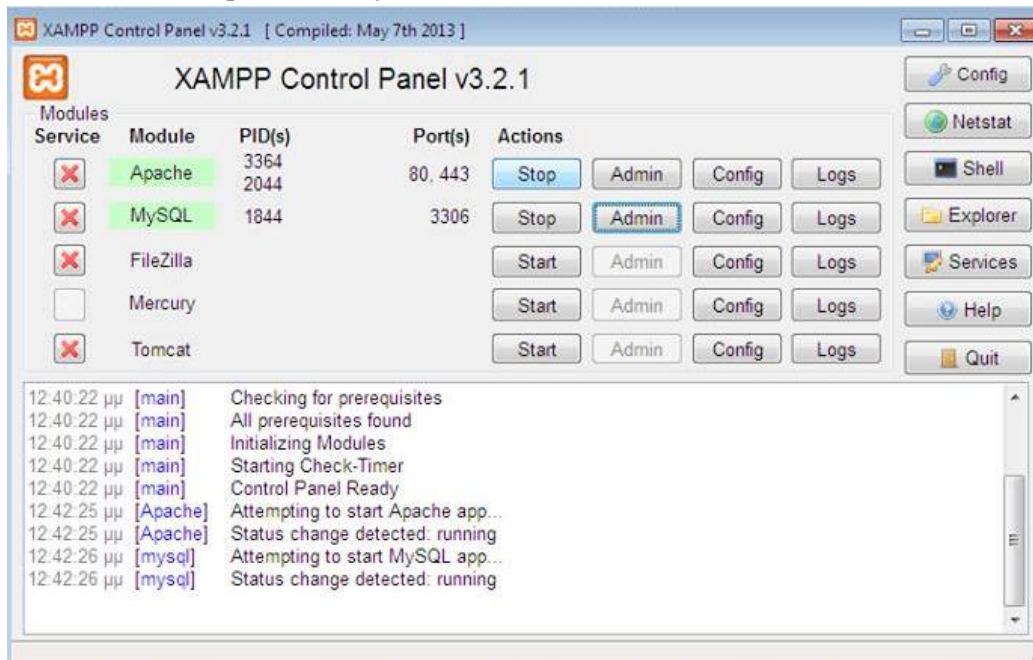 XAMPP Control Panel v3.2.1 [ Compiled: May 7th 2013 ]
XAMPP Control Panel v3.2.1
Config
Modules
Netstat
Service Module PID(s) Port(s) Actions
Apache 3364 2044 80, 443 Stop Admin Config Logs
Shell
MySQL 1844 3306 Stop Admin Config Logs
Explorer
FileZilla Start Admin Config Logs
Services
Mercury Start Admin Config Logs
Help
Tomcat Start Admin Config Logs
Quit
12:40:22 μμ [main] Checking for prerequisites
12:40:22 μμ [main] All prerequisites found
12:40:22 μμ [main] Initializing Modules
12:40:22 μμ [main] Starting Check-Timer
12:40:22 μμ [main] Control Panel Ready
12:42:25 μμ [Apache] Attempting to start Apache app...
12:42:25 μμ [Apache] Status change detected: running
12:42:26 μμ [mysql] Attempting to start MySQL app...
12:42:26 μμ [mysql] Status change detected: running